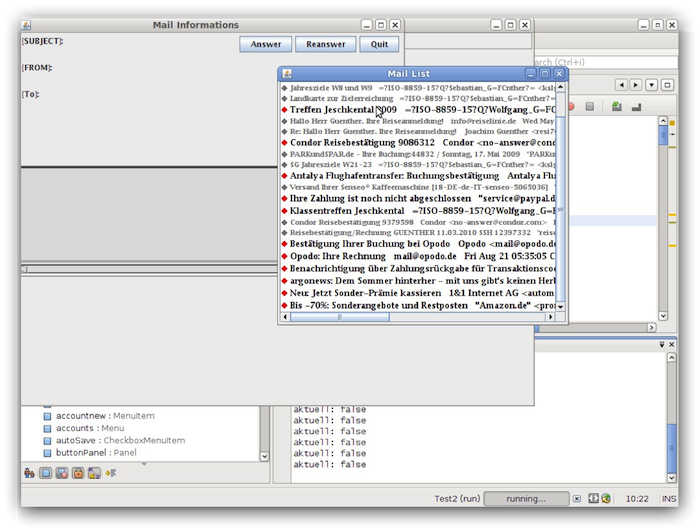 Mail Informations
[SUBJECT]:
Answer Reanswer Quit
[FROM]:
[To]:
arch (Ctrl+I)
Mail List
Jahresziele W8 und W9 =?ISO-8859-15?Q?Sebastian_G=FCnther?= <ksl
Landkarte zur Zielerreichung =?ISO-8859-15?Q?Sebastian_G=FCnther?=
Treffen Jeschkental 2009 =?ISO-8859-15?Q?Wolfgang_G=F
Hallo Herr Guenther. Ihre Reiseanmeldung! info@reiselinie.de Wed May
Re: Hallo Herr Guenther. Ihre Reiseanmeldung! Joachim Guenther <resi7
Condor Reisebestätigung 9086312 Condor <no-answer@cond
PARKundSPAR.de - Ihre Buchung:44832 / Sonntag, 17. Mai 2009 "PARKu
SG Jahresziele W21-23 =?ISO-8859-15?Q?Sebastian_G=FCnther?= <ksl
Antalya Flughafentransfer: Buchungsbestätigung Antalya Flu
Versand Ihrer Senseo® Kaffeemaschine [18-DE-de-IT-senseo-5065036]
Ihre Zahlung ist noch nicht abgeschlossen "service@paypal.d
Klassentreffen Jeschkental =?ISO-8859-15?Q?Wolfgang_G=
Condor Reisebestätigung 9379598 Condor <no-answer@condor.com>
Reisebestätigung/Rechnung GUENTHER 11.03.2010 SSH 12397332 "reise
Bestätigung Ihrer Buchung bei Opodo Opodo <mail@opodo.
Opodo: Ihre Rechnung mail@opodo.de Fri Aug 21 05:35:05 C
Benachrichtigung über Zahlungsrückgabe für Transaktionscod
argonews: Dem Sommer hinterher - mit uns gibt's keinen Herb
Neu: Jetzt Sonder-Prämie kassieren 1&1 Internet AG <autom
Bis -70%: Sonderangebote und Restposten "Amazon.de" <pro
accountnew : MenuItem
accounts : Menu
autoSave : CheckboxMenuItem
buttonPanel : Panel
aktuell: false
aktuell: false
aktuell: false
aktuell: false
aktuell: false
aktuell: false
Test2 (run) running... 10:22 INS